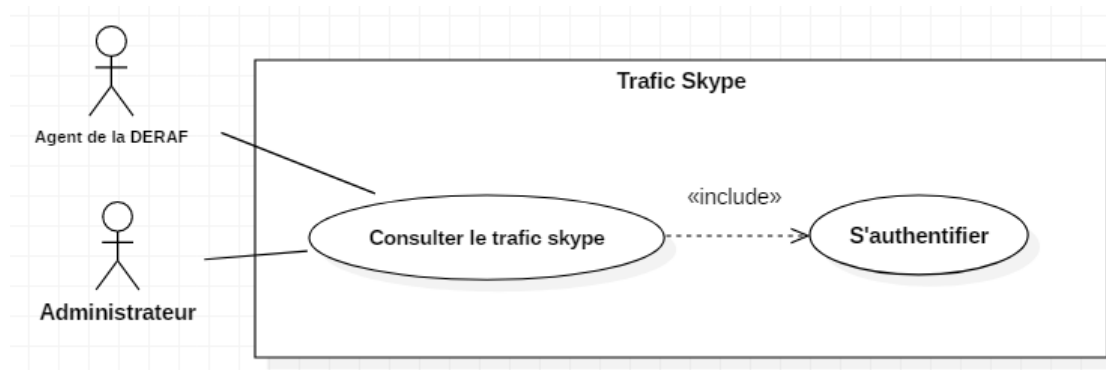 Trafic Skype
Agent de la DERAF
«include»
Consulter le trafic skype
S'authentifier
Administrateur